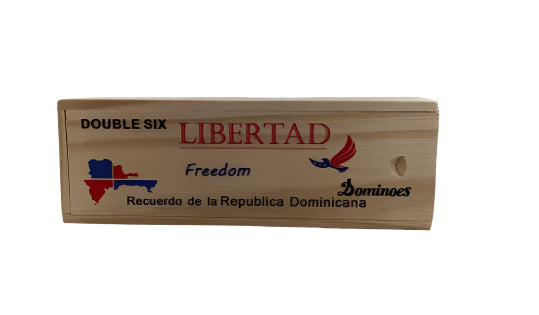 DOUBLE SIX
LIBERTAD
Freedom
Dominoes
Recuerdo de la Republica Dominicana